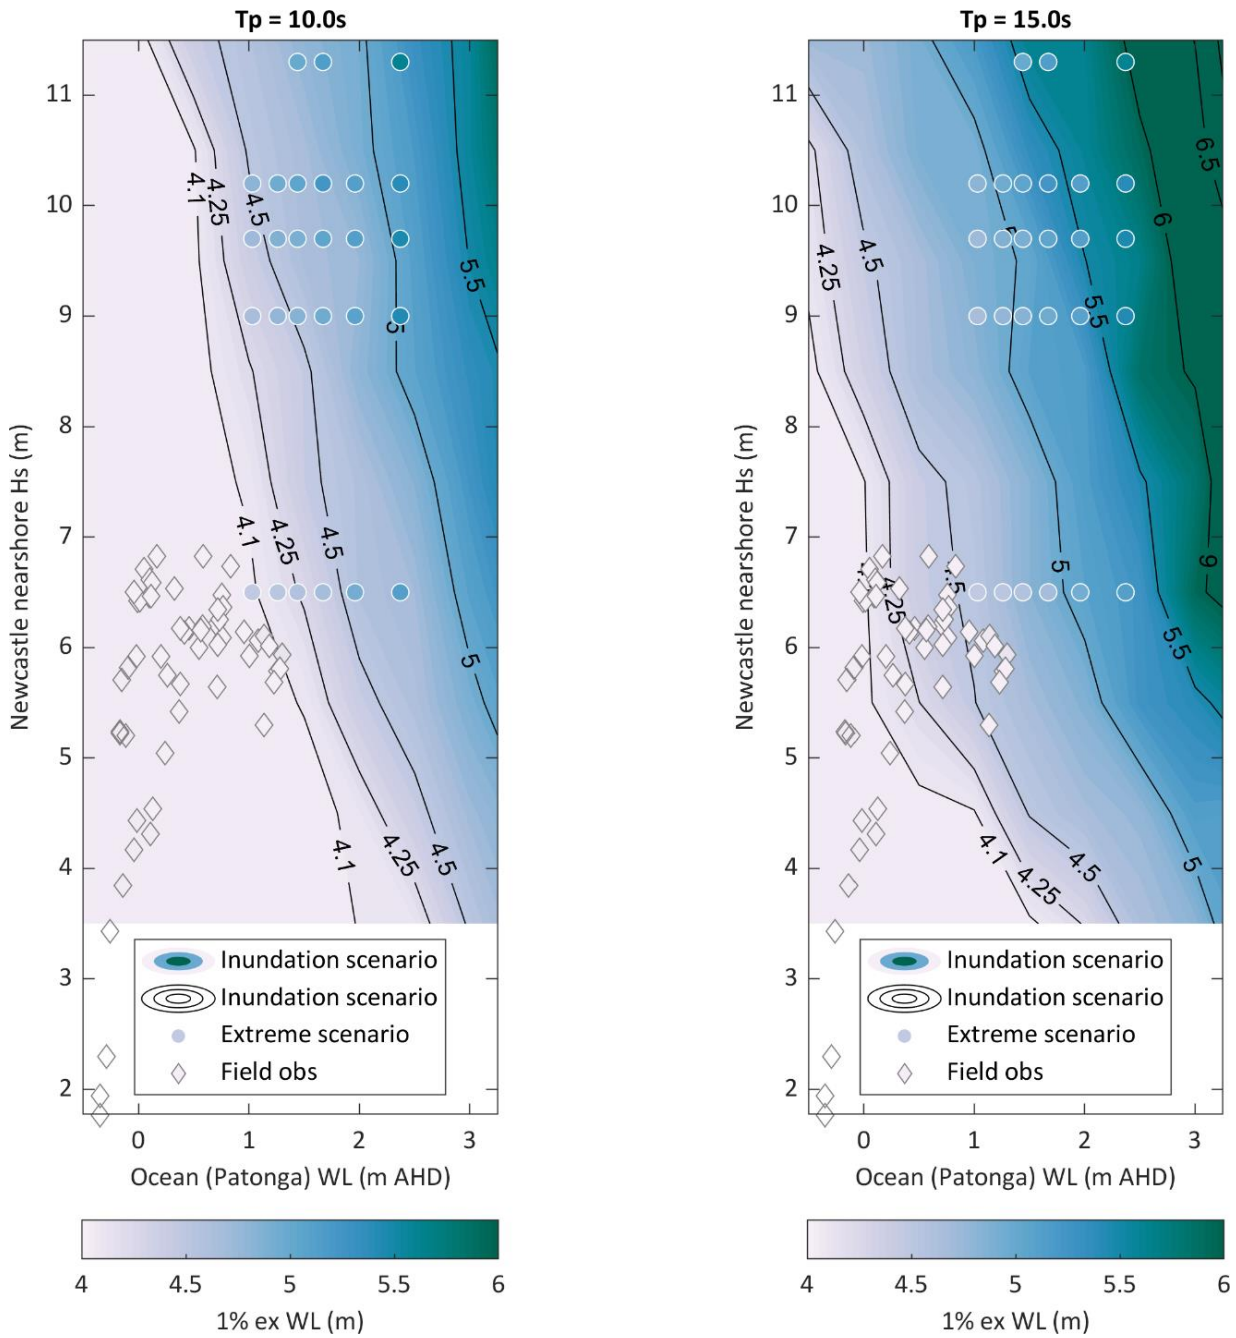 Tp = 10.0s
11
10
9
8
7
6
5
4
3
2
Newcastle nearshore Hs (m)
4.1
4.25
4.5
5.5
5
4.1
4.25
4.5
5
4.1
4.25
4.5
Inundation scenario
Inundation scenario
Extreme scenario
Field obs
0 1 2 3
Ocean (Patonga) WL (m AHD)
4 4.5 5 5.5 6
1% ex WL (m)
Tp = 15.0s
11
10
9
8
7
6
5
4
3
2
Newcastle nearshore Hs (m)
6.5
6
4.25
4.5
5
5.5
5
6
4.25
.5
5.5
4.1
4.25
4.5
5
Inundation scenario
Inundation scenario
Extreme scenario
Field obs
0 1 2 3
Ocean (Patonga) WL (m AHD)
4 4.5 5 5.5 6
1% ex WL (m)